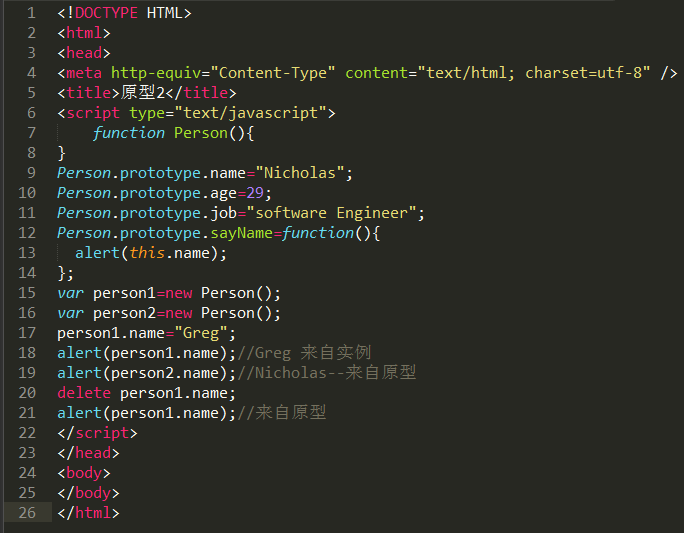 1 <!DOCTYPE HTML>
2 <html>
3 <head>
4 <meta http-equiv="Content-Type" content="text/html; charset=utf-8" />
5 <title>原型2</title>
6 <script type="text/javascript">
7     function Person(){
8 }
9 Person.prototype.name="Nicholas";
10 Person.prototype.age=29;
11 Person.prototype.job="software Engineer";
12 Person.prototype.sayName=function(){
13   alert(this.name);
14 };
15 var person1=new Person();
16 var person2=new Person();
17 person1.name="Greg";
18 alert(person1.name);//Greg 来自实例
19 alert(person2.name);//Nicholas--来自原型
20 delete person1.name;
21 alert(person1.name);//来自原型
22 </script>
23 </head>
24 <body>
25 </body>
26 </html>